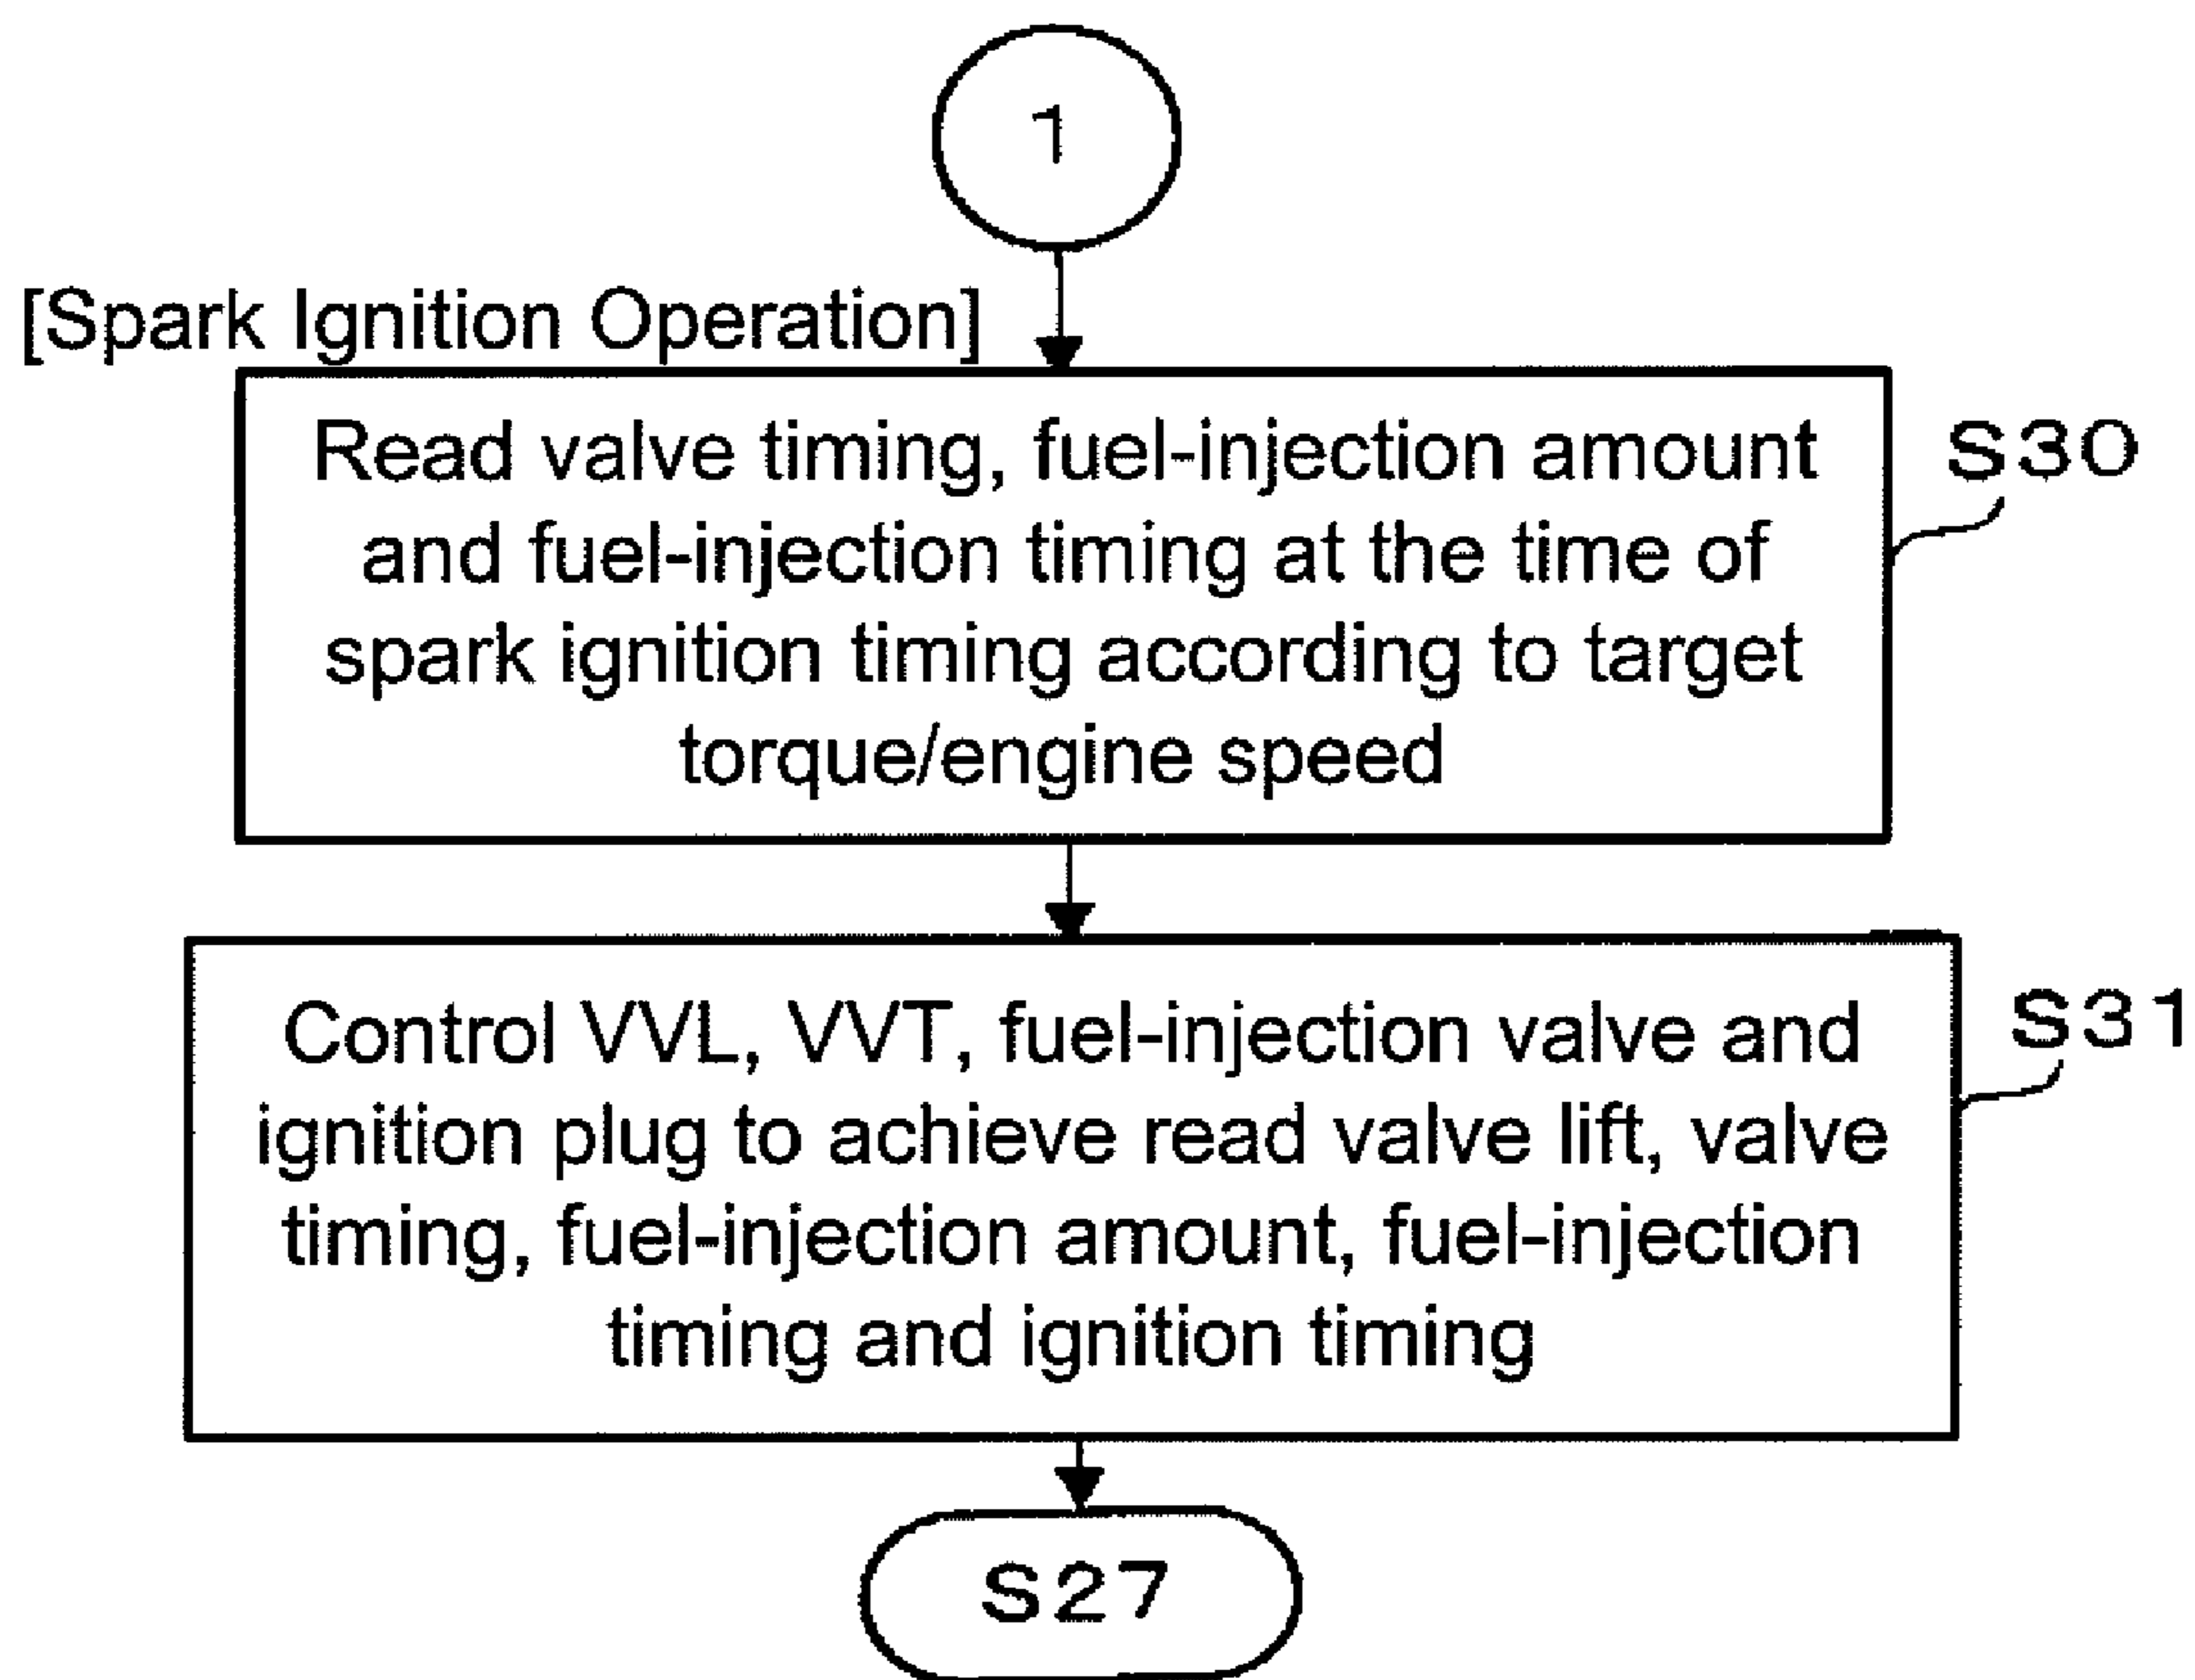 1
[Spark Ignition Operation]
Read valve timing, fuel-injection amount
and fuel-injection timing at the time of
spark ignition timing according to target
torque/engine speed
S30
Control VVL, VVT, fuel-injection valve and
ignition plug to achieve read valve lift, valve
timing, fuel-injection amount, fuel-injection
timing and ignition timing
S31
S27